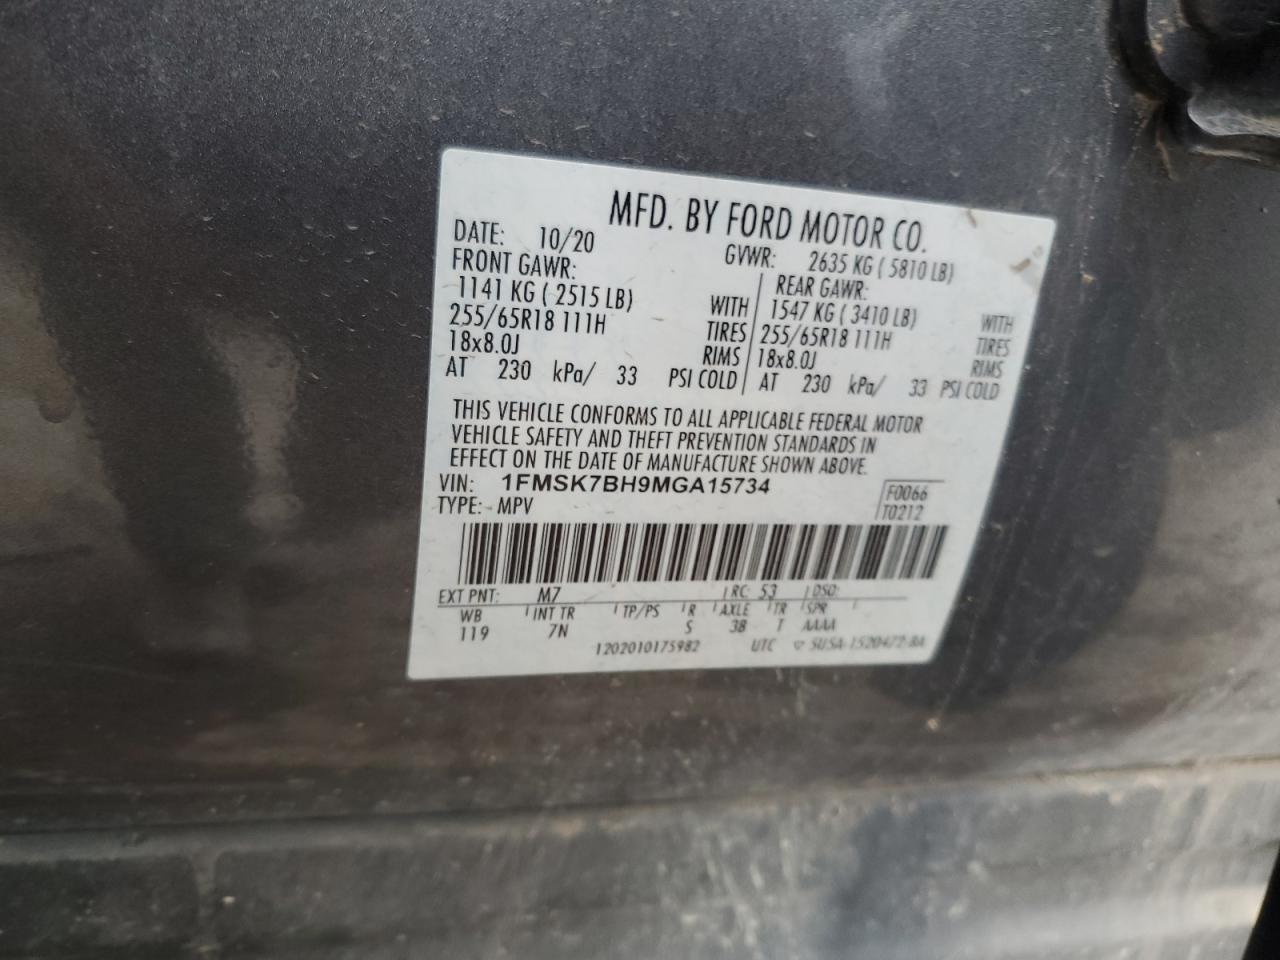 MFD. BY FORD MOTOR CO.
DATE: 10/20 GVWR: 2635 KG ( 5810 LB)
FRONT GAWR: REAR GAWR:
1141 KG ( 2515 LB) WITH 1547 KG ( 3410 LB) WITH
255/65R18 111H TIRES 255/65R18 111H TIRES
18x8.0J RIMS 18x8.0J RIMS
AT 230 kPa/ 33 PSI COLD AT 230 kPa/ 33 PSI COLD
THIS VEHICLE CONFORMS TO ALL APPLICABLE FEDERAL MOTOR
VEHICLE SAFETY AND THEFT PREVENTION STANDARDS IN
EFFECT ON THE DATE OF MANUFACTURE SHOWN ABOVE.
VIN: 1FMSK7BH9MGA15734 F0066
TYPE: MPV T0212
EXT PNT: M7 RC: 53 DSO:
WB INT TR TP/PS R AXLE TR SPR
119 7N S 38 T AAAA
1202010175982 UTC 5USA-1520472-BA